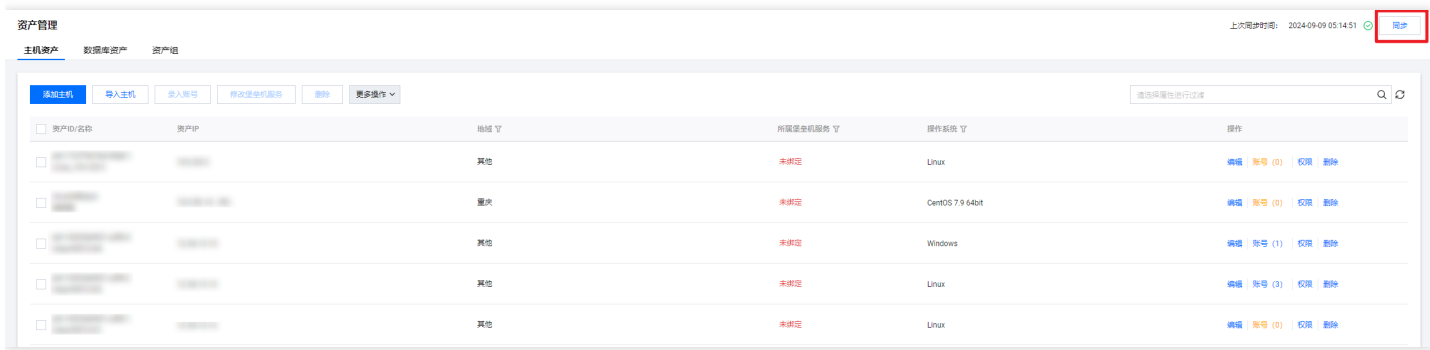 资产管理
上次同步时间： 2024-09-09 05:14:51 同步
主机资产 数据库资产 资产组
添加主机 导入主机 录入账号 修改堡垒机服务 删除 更多操作 请选择属性进行过滤
资产ID/名称 资产IP 地域 所属堡垒机服务 操作系统 操作
其他 未绑定 Linux 编辑 账号 (0) 权限 删除
重庆 未绑定 CentOS 7.9 64bit 编辑 账号 (0) 权限 删除
其他 未绑定 Windows 编辑 账号 (1) 权限 删除
其他 未绑定 Linux 编辑 账号 (3) 权限 删除
其他 未绑定 Linux 编辑 账号 (0) 权限 删除